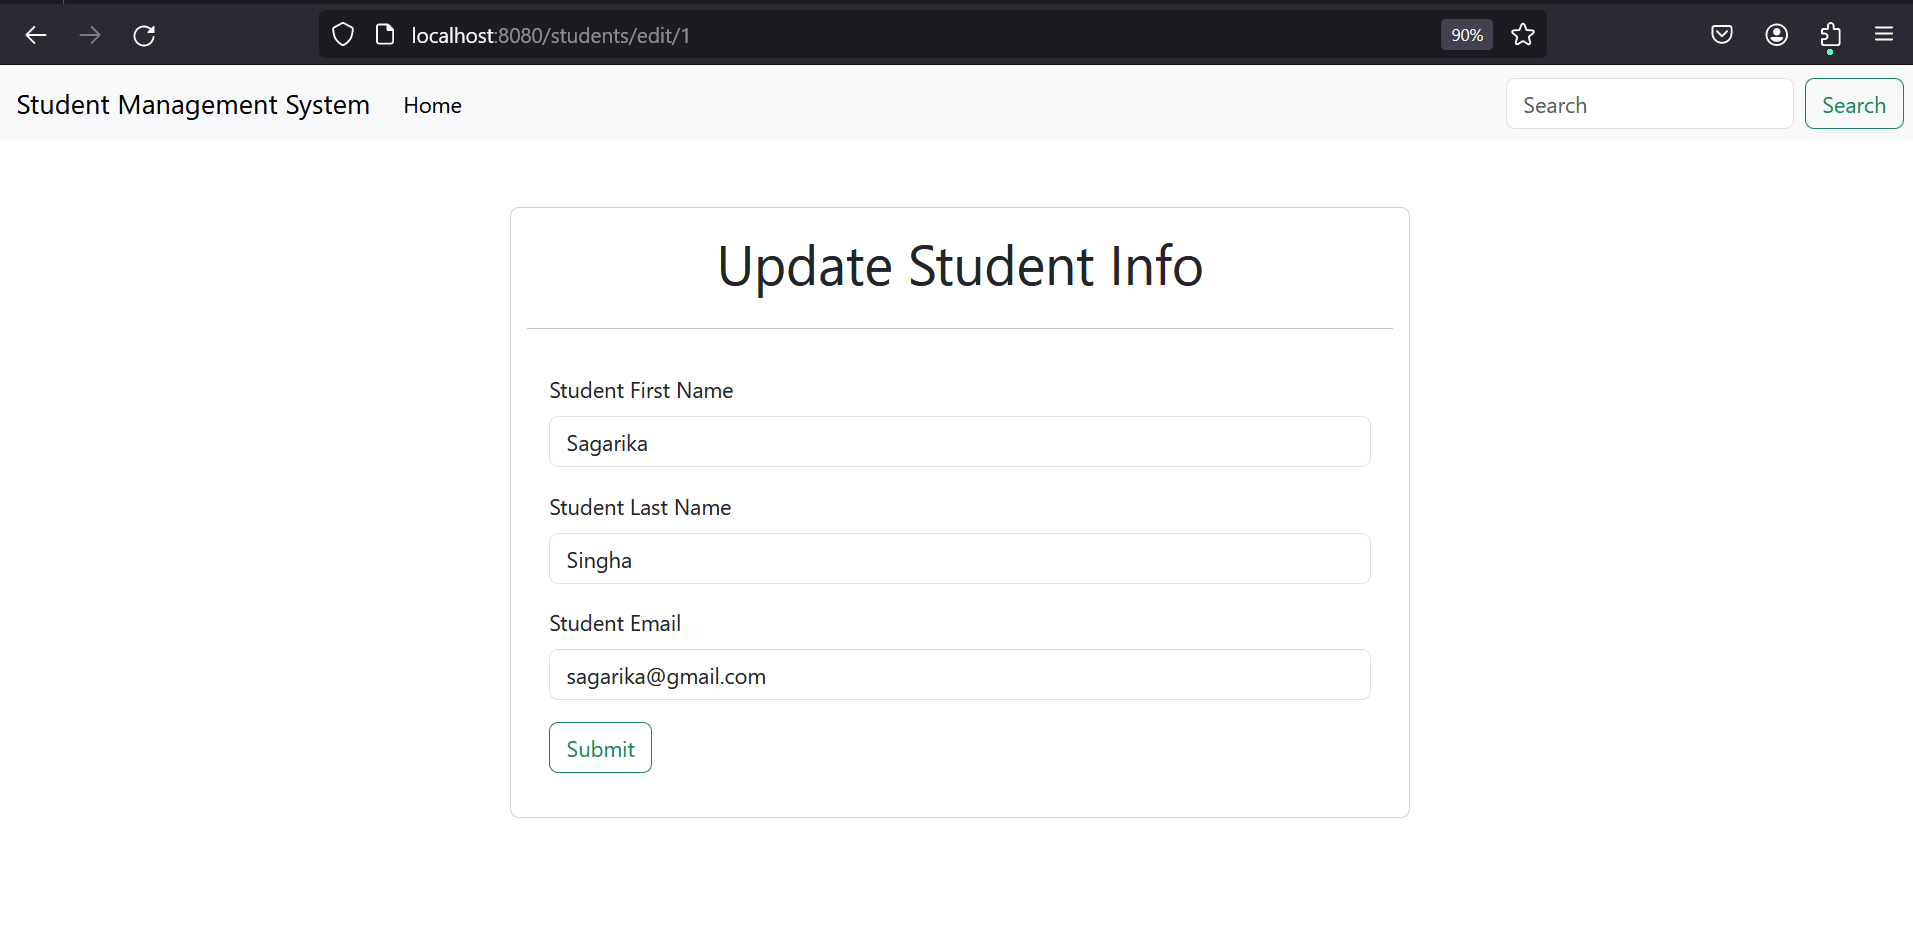 localhost:8080/students/edit/1
90%
Student Management System Home Search Search
Update Student Info
Student First Name
Sagarika
Student Last Name
Singha
Student Email
sagarika@gmail.com
Submit